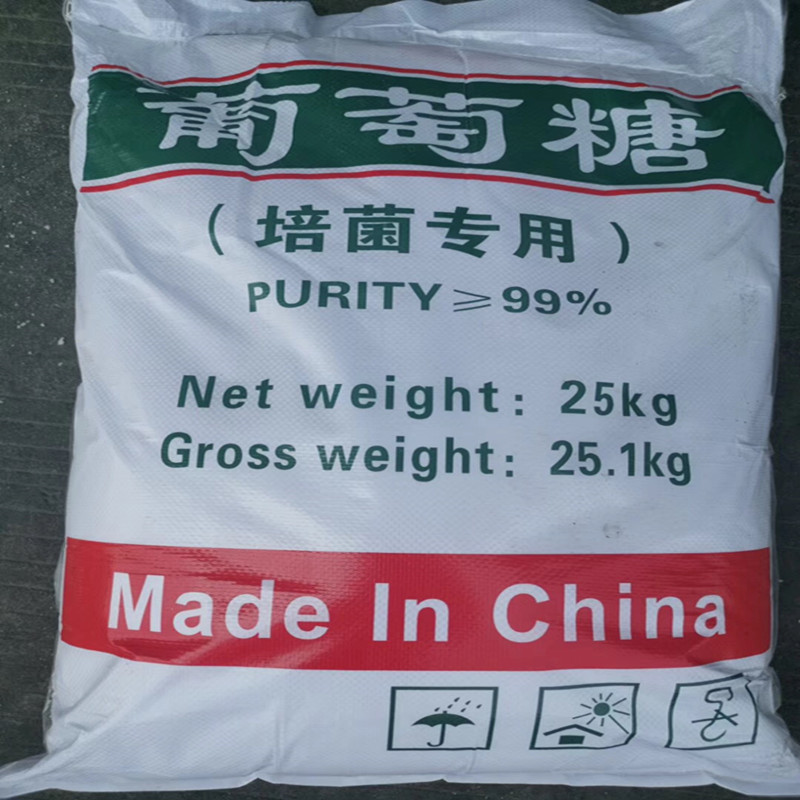 葡萄糖
（培菌专用）
PURITY≥99%
Net weight: 25kg
Gross weight: 25.1kg
Made In China